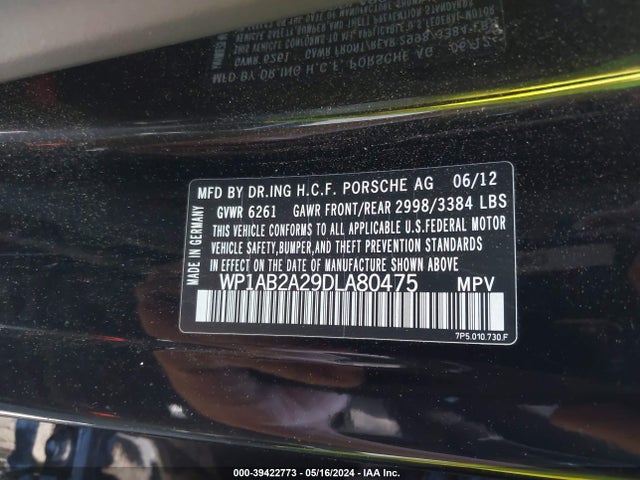 MFD BY DR.ING H.C.F. PORSCHE AG 06/12
GVWR 6261 GAWR FRONT/REAR 2998/3384 LBS
THIS VEHICLE CONFORMS TO ALL APPLICABLE U.S.FEDERAL MOTOR
VEHICLE SAFETY,BUMPER,AND THEFT PREVENTION STANDARDS
IN EFFECT ON THE DATE OF MANUFACTURE SHOWN ABOVE.
WP1AB2A29DLA80475 MPV
7P5.010.730.F
MADE IN GERMANY
000-39422773 - 05/16/2024 - IAA Inc.